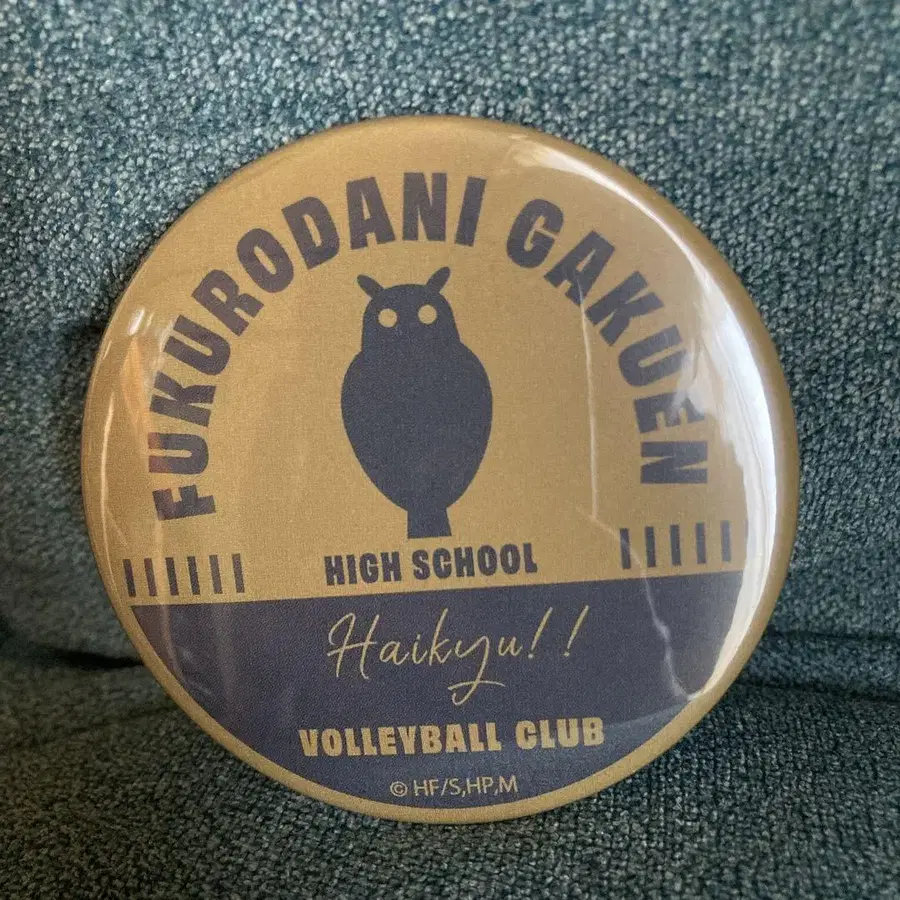 FUKURODANI GAKUEN
HIGH SCHOOL
Haikyu!!
VOLLEYBALL CLUB
© HF/S,HP,M